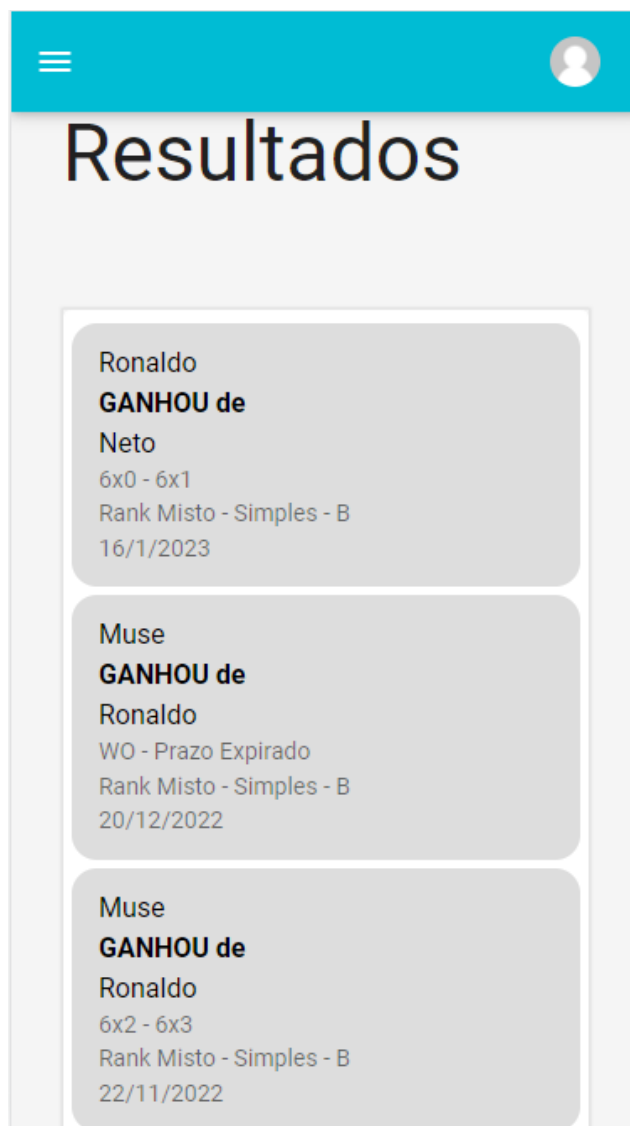 Resultados
Ronaldo
GANHOU de
Neto
6x0 - 6x1
Rank Misto - Simples - B
16/1/2023
Muse
GANHOU de
Ronaldo
WO - Prazo Expirado
Rank Misto - Simples - B
20/12/2022
Muse
GANHOU de
Ronaldo
6x2 - 6x3
Rank Misto - Simples - B
22/11/2022